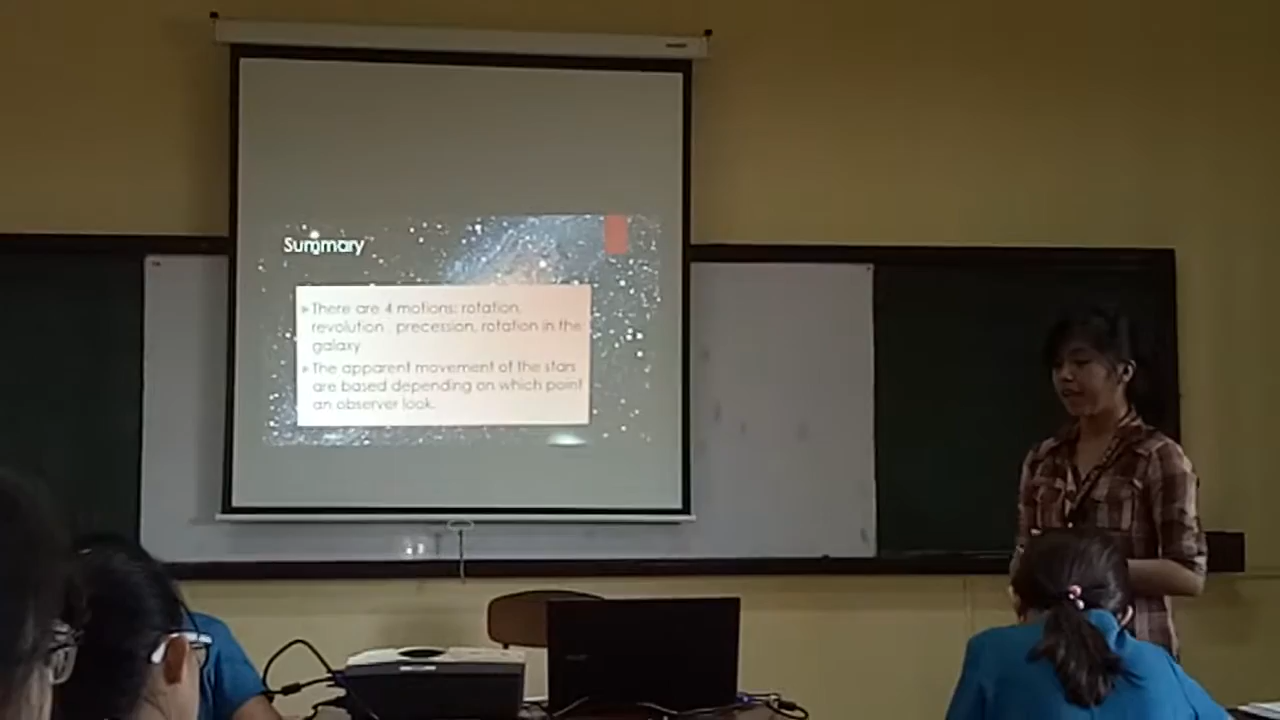 Summary
There are 4 motions: rotation,
revolution, precession, rotation in the
galaxy
The apparent movement of the stars
are based depending on which point
an observer look.